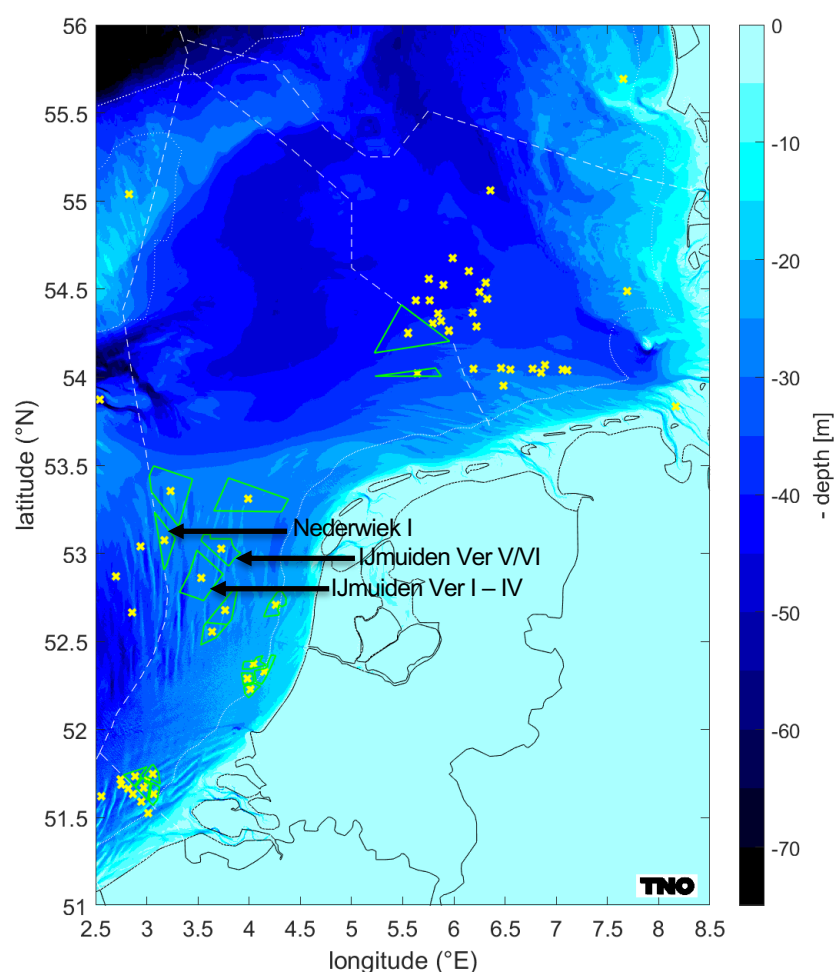 56
55.5
55
54.5
54
53.5
53
52.5
52
51.5
51
latitude (°N)
2.5 3 3.5 4 4.5 5 5.5 6 6.5 7 7.5 8 8.5
longitude (°E)
Nederwiek I
IJmuiden Ver V/VI
IJmuiden Ver I – IV
TNO
0
-10
-20
-30
-40
-50
-60
-70
- depth [m]